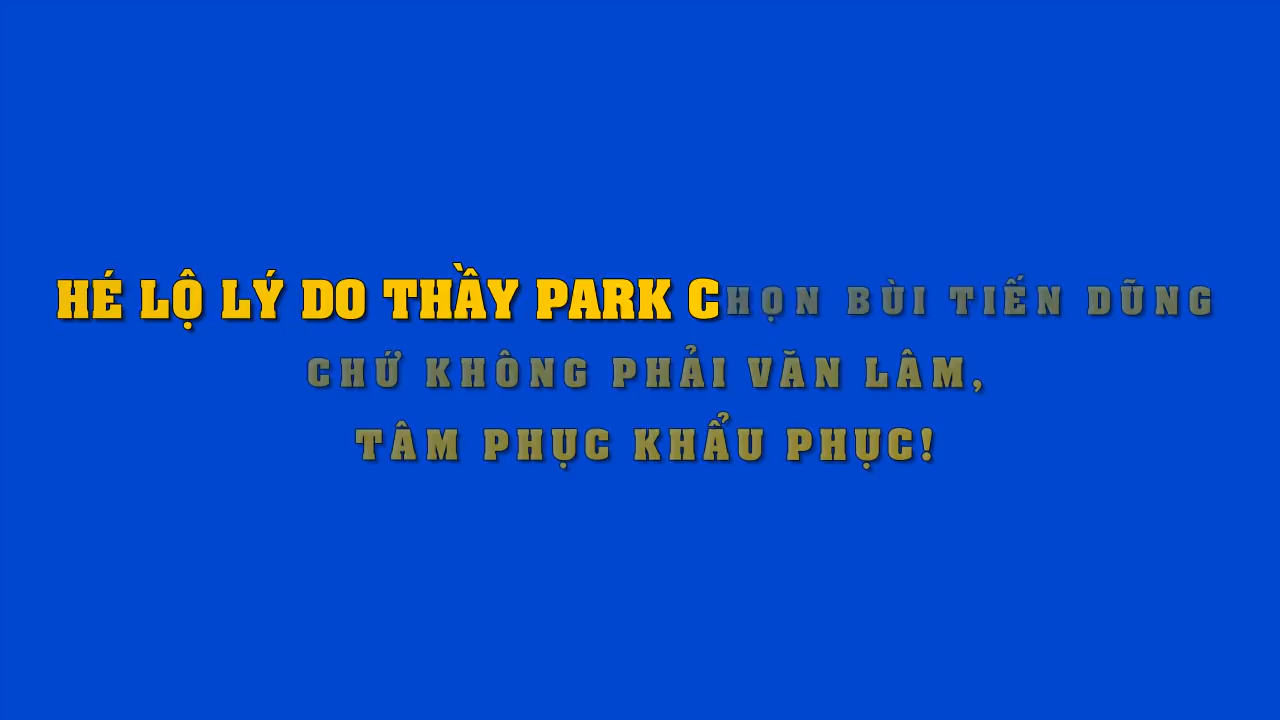 HÉ LỘ LÝ DO THẦY PARK CHỌN BÙI TIẾN DŨNG
CHỨ KHÔNG PHẢI VĂN LÂM,
TÂM PHỤC KHẨU PHỤC!